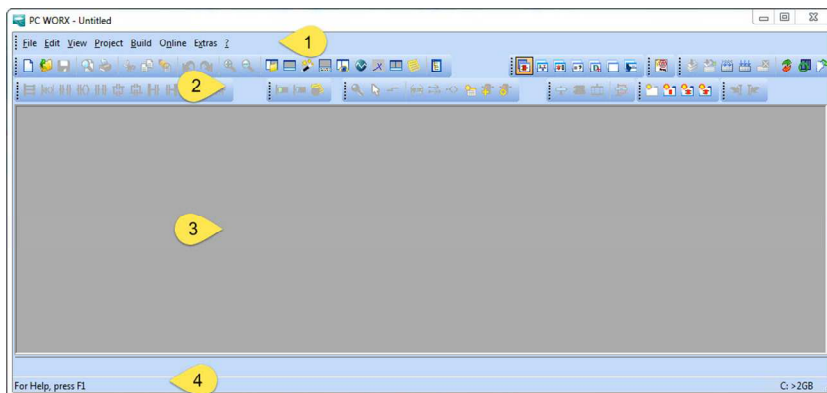 PC WORX - Untitled
File Edit View Project Build Online Extras ?
1
2
3
4
For Help, press F1
C: >2GB